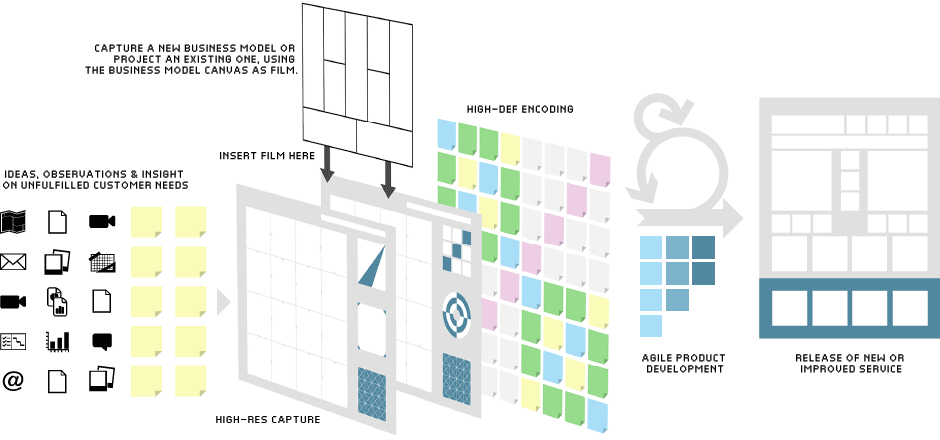 CAPTURE A NEW BUSINESS MODEL OR
PROJECT AN EXISTING ONE, USING
THE BUSINESS MODEL CANVAS AS FILM.
HIGH-DEF ENCODING
INSERT FILM HERE
IDEAS, OBSERVATIONS & INSIGHT
ON UNFULFILLED CUSTOMER NEEDS
@
AGILE PRODUCT
DEVELOPMENT
RELEASE OF NEW OR
IMPROVED SERVICE
HIGH-RES CAPTURE